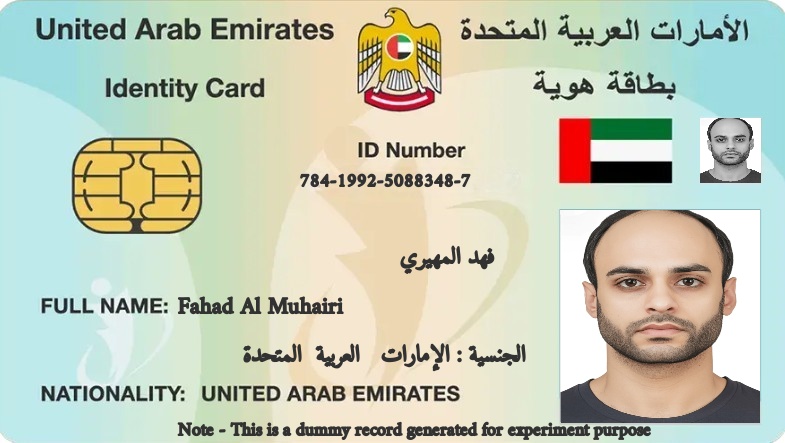 United Arab Emirates
الأمارات العربية المتحدة
Identity Card
بطاقة هوية
ID Number
784-1992-5088348-7
فهد المهيري
FULL NAME: Fahad Al Muhairi
الجنسية : الإمارات العربية المتحدة
NATIONALITY: UNITED ARAB EMIRATES
Note - This is a dummy record generated for experiment purpose